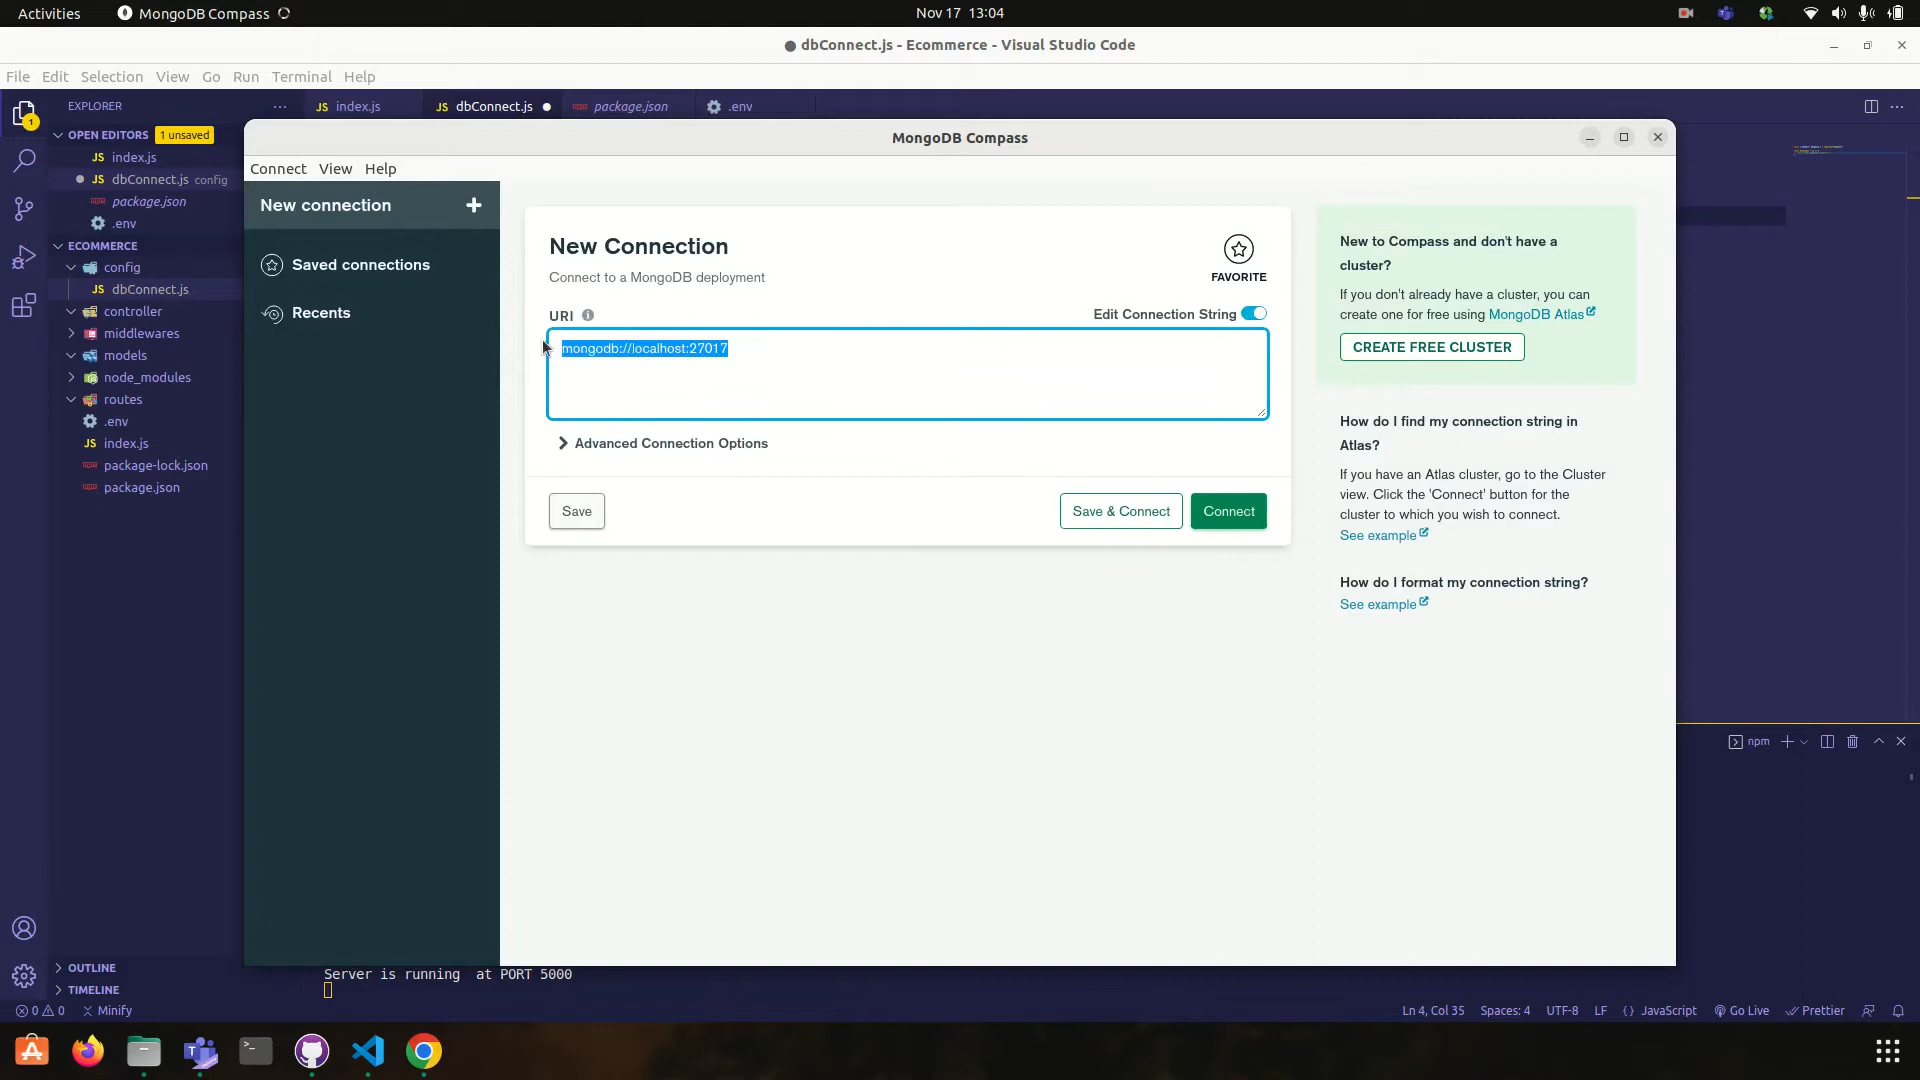 Activities
MongoDB Compass
Nov 17 13:04
dbConnect.js - Ecommerce - Visual Studio Code
File Edit Selection View Go Run Terminal Help
EXPLORER
JS index.js
JS dbConnect.js
package.json
.env
OPEN EDITORS 1 unsaved
JS index.js
JS dbConnect.js config
package.json
.env
ECOMMERCE
config
JS dbConnect.js
controller
middlewares
models
node_modules
routes
.env
JS index.js
package-lock.json
package.json
OUTLINE
TIMELINE
MongoDB Compass
Connect View Help
New connection
Saved connections
Recents
New Connection
Connect to a MongoDB deployment
FAVORITE
URI
Edit Connection String
mongodb://localhost:27017
Advanced Connection Options
Save
Save & Connect
Connect
New to Compass and don't have a
cluster?
If you don't already have a cluster, you can
create one for free using MongoDB Atlas
CREATE FREE CLUSTER
How do I find my connection string in
Atlas?
If you have an Atlas cluster, go to the Cluster
view. Click the 'Connect' button for the
cluster to which you wish to connect.
See example
How do I format my connection string?
See example
npm
Server is running at PORT 5000
0 0 Minify
Ln 4, Col 35 Spaces: 4 UTF-8 LF {} JavaScript Go Live Prettier